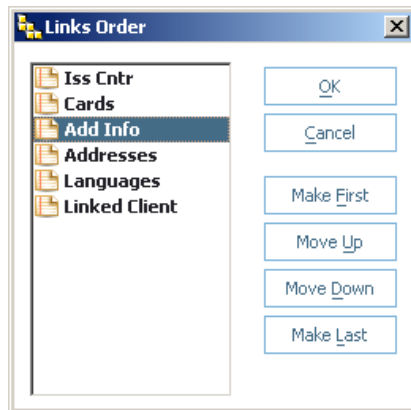 Links Order
Iss Cntr
Cards
Add Info
Addresses
Languages
Linked Client
OK
Cancel
Make First
Move Up
Move Down
Make Last